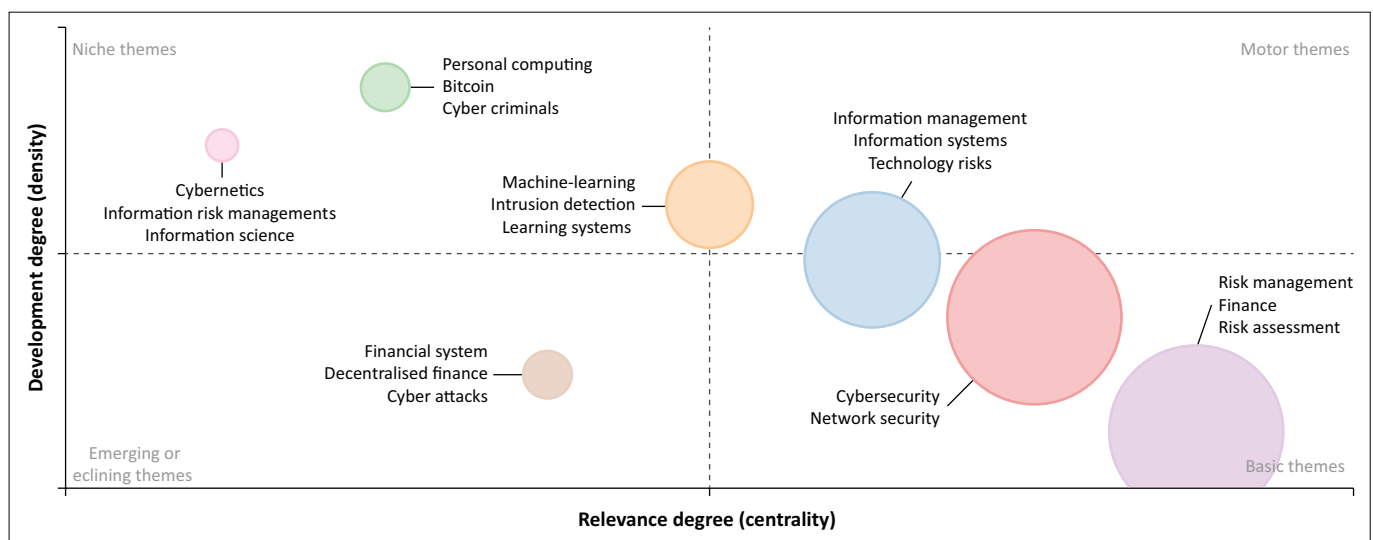 Niche themes
Motor themes
Personal computing
Bitcoin
Cyber criminals
Information management
Information systems
Technology risks
Machine-learning
Intrusion detection
Learning systems
Cybernetics
Information risk managements
Information science
Risk management
Finance
Risk assessment
Financial system
Decentralised finance
Cyber attacks
Cybersecurity
Network security
Emerging or
eclining themes
Basic themes
Development degree (density)
Relevance degree (centrality)